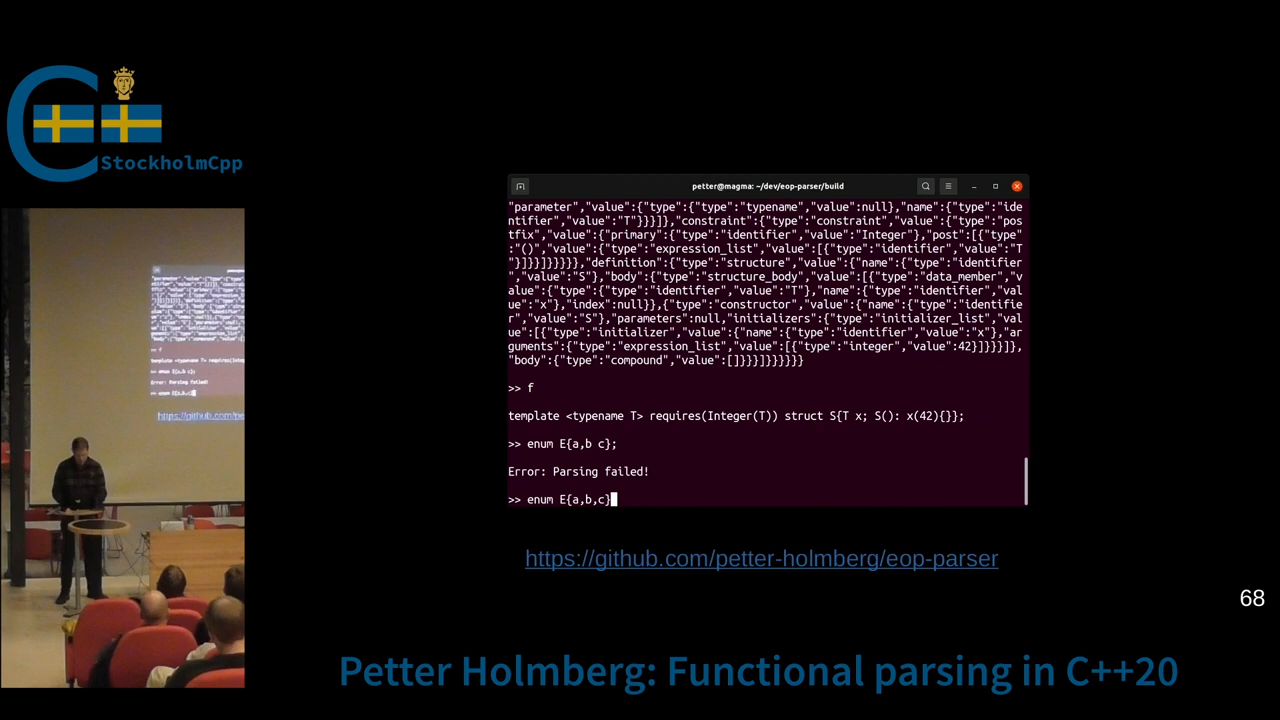 StockholmCpp
petter@magma: ~/dev/eop-parser/build
"parameter","value":{"type":{"type":"typename","value":null},"name":{"type":"ide
ntifier","value":"T"}}}]},"constraint":{"type":"constraint","value":{"type":"pos
tfix","value":{"primary":{"type":"identifier","value":"Integer"},"post":[{"type"
:"()","value":{"type":"expression_list","value":[{"type":"identifier","value":"T
"}]}]}}}},"definition":{"type":"structure","value":{"name":{"type":"identifier
","value":"S"},"body":{"type":"structure_body","value":[{"type":"data_member","v
alue":{"type":{"type":"identifier","value":"T"},"name":{"type":"identifier","val
ue":"x"},"index":null}},{"type":"constructor","value":{"name":{"type":"identifie
r","value":"S"},"parameters":null,"initializers":{"type":"initializer_list","val
ue":[{"type":"initializer","value":{"name":{"type":"identifier","value":"x"},"ar
guments":{"type":"expression_list","value":[{"type":"integer","value":42}]}}]},
"body":{"type":"compound","value":[]}}}]}}}}}}
>> f
template <typename T> requires(Integer(T)) struct S{T x; S(): x(42){}};
>> enum E{a,b c};
Error: Parsing failed!
>> enum E{a,b,c}
https://github.com/petter-holmberg/eop-parser
68
Petter Holmberg: Functional parsing in C++20